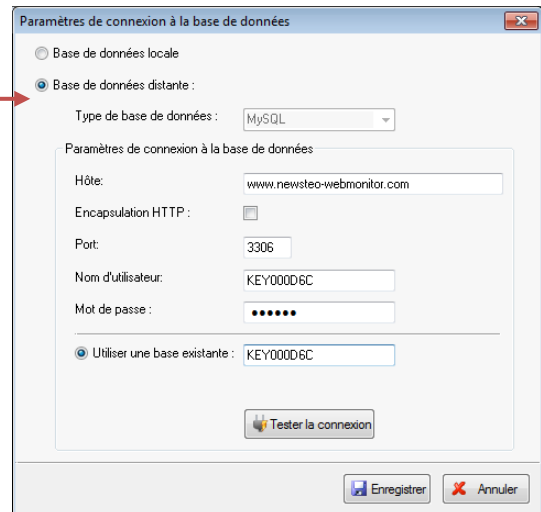 Paramètres de connexion à la base de données
Base de données locale
Base de données distante :
Type de base de données : MySQL
Paramètres de connexion à la base de données
Hôte: www.newsteo-webmonitor.com
Encapsulation HTTP :
Port: 3306
Nom d'utilisateur: KEY000D6C
Mot de passe : ••••••
Utiliser une base existante : KEY000D6C
Tester la connexion
Enregistrer Annuler